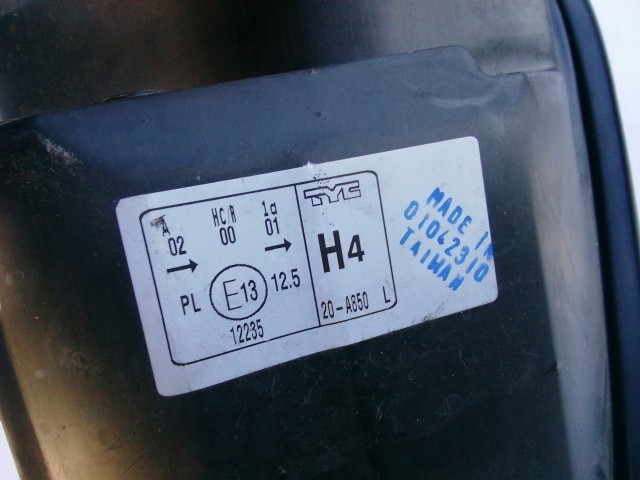 A HC/R 1a
02 00 01
→ →
PL E13 12.5
12235
TYC
H4
20-A850 L
MADE IN
01042310
TAIWAN